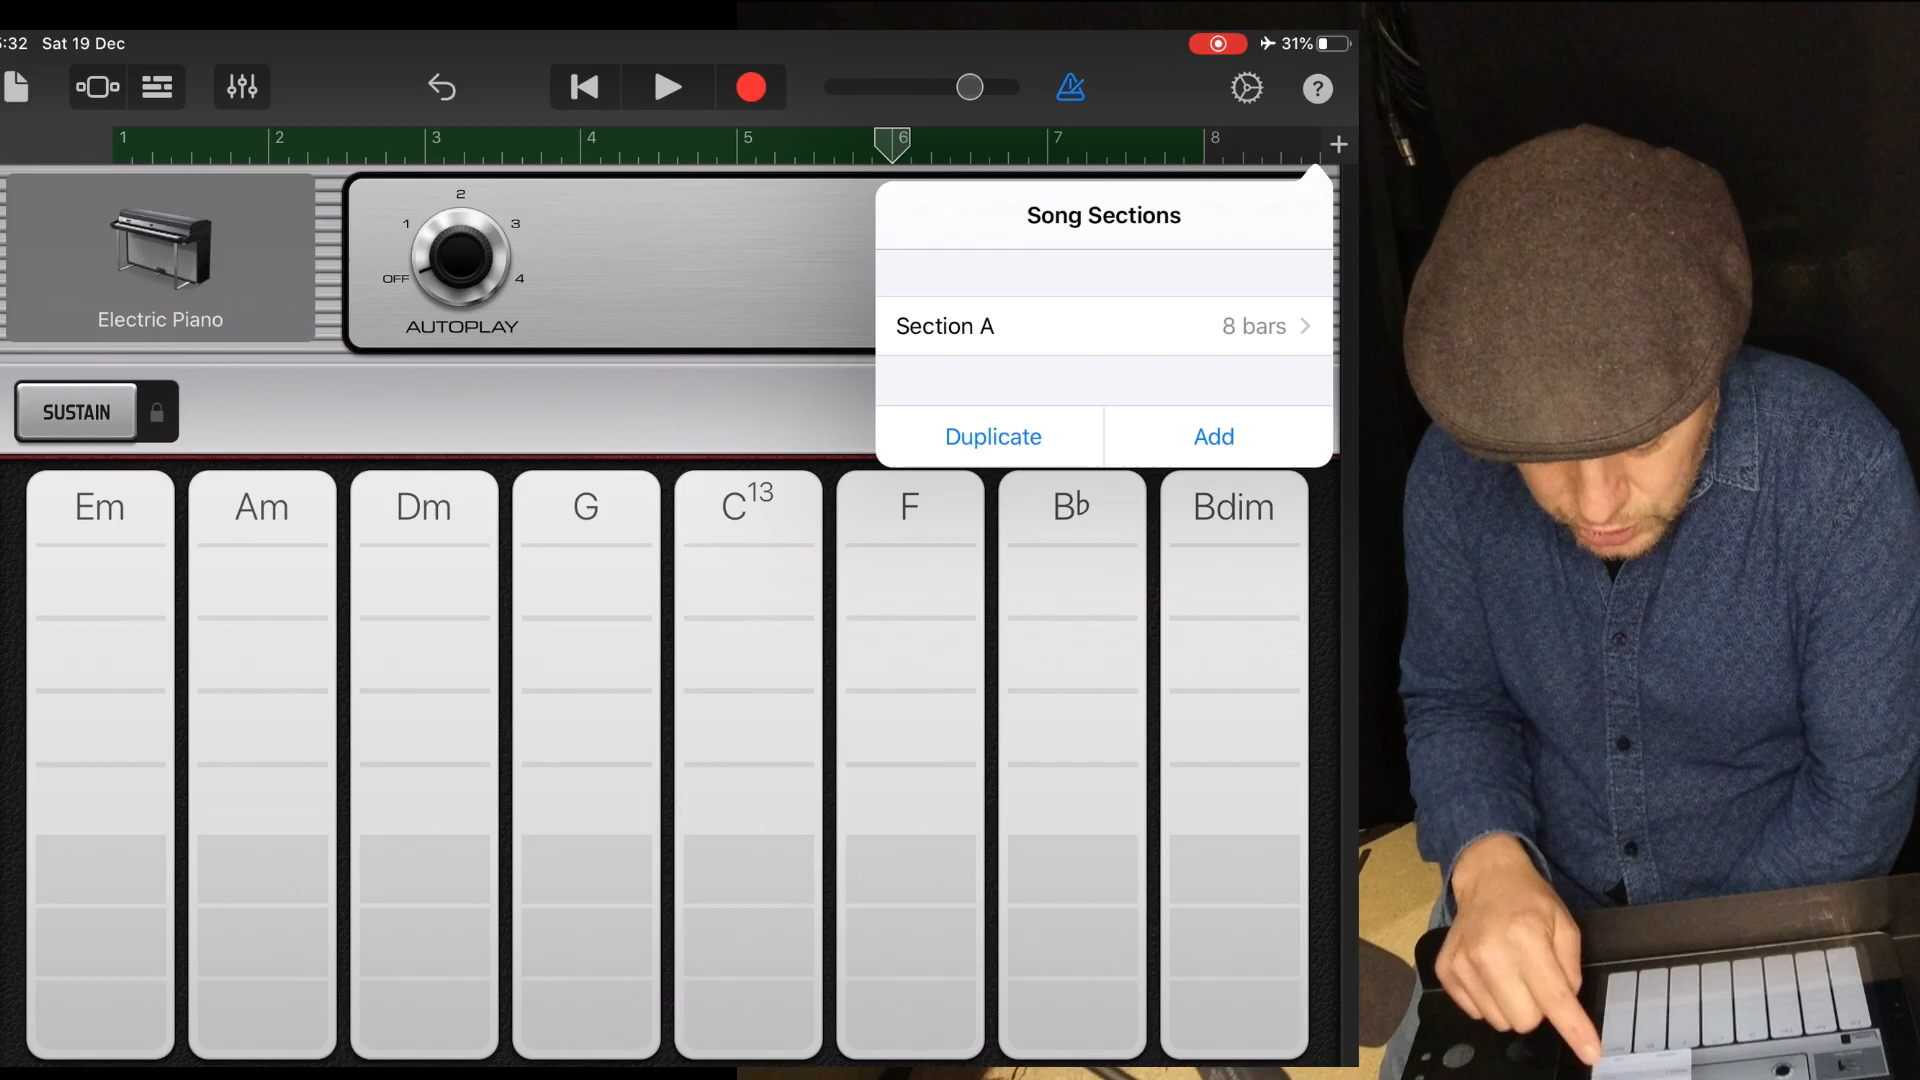 :32 Sat 19 Dec 31%
?
1 2 3 4 5 6 7 8 +
Song Sections
Section A 8 bars
Duplicate Add
Electric Piano
OFF 1 2 3 4
AUTOPLAY
SUSTAIN
Em Am Dm G C13 F B♭ Bdim